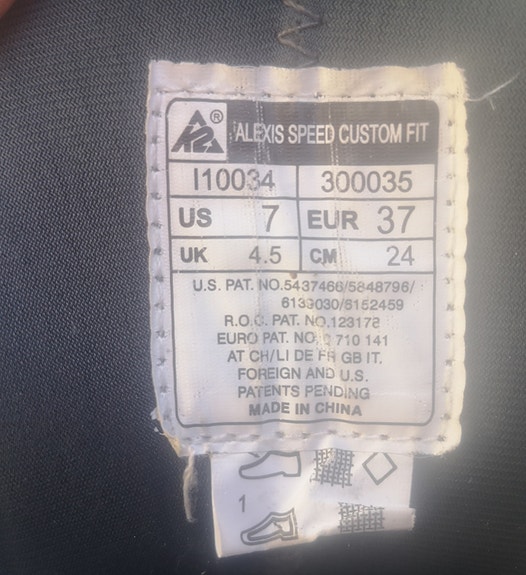 K2® ALEXIS SPEED CUSTOM FIT
I10034 300035
US 7 EUR 37
UK 4.5 CM 24
U.S. PAT. NO.5437466/5848796/
6139030/6152459
R.O.C. PAT. NO.123178
EURO PAT. NO. 0 710 141
AT CH/LI DE FR GB IT.
FOREIGN AND U.S.
PATENTS PENDING
MADE IN CHINA
1